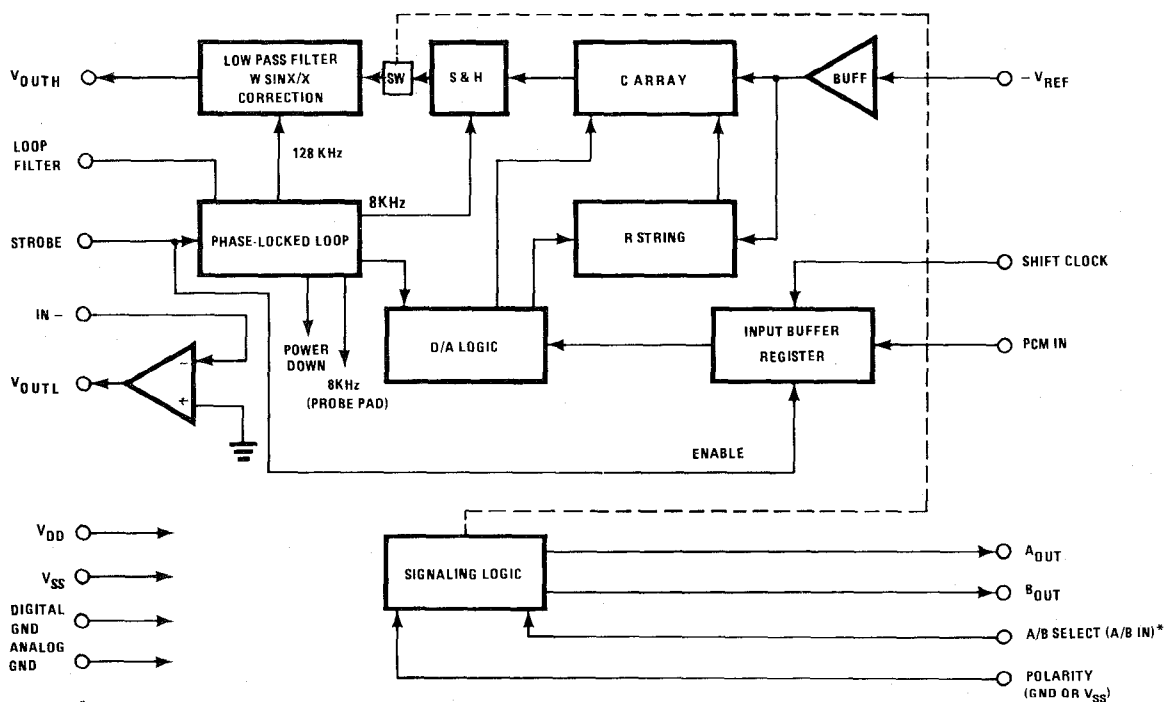 LOW PASS FILTER
W SINX/X
CORRECTION
SW
S & H
C ARRAY
BUFF
VOUTH
- VREF
LOOP
FILTER
128 KHz
8KHz
STROBE
PHASE-LOCKED LOOP
R STRING
SHIFT CLOCK
IN -
POWER
DOWN
8KHz
(PROBE PAD)
D/A LOGIC
INPUT BUFFER
REGISTER
PCM IN
VOUTL
-
+
ENABLE
VDD
VSS
DIGITAL
GND
ANALOG
GND
SIGNALING LOGIC
AOUT
BOUT
A/B SELECT (A/B IN)*
POLARITY
(GND OR VSS)